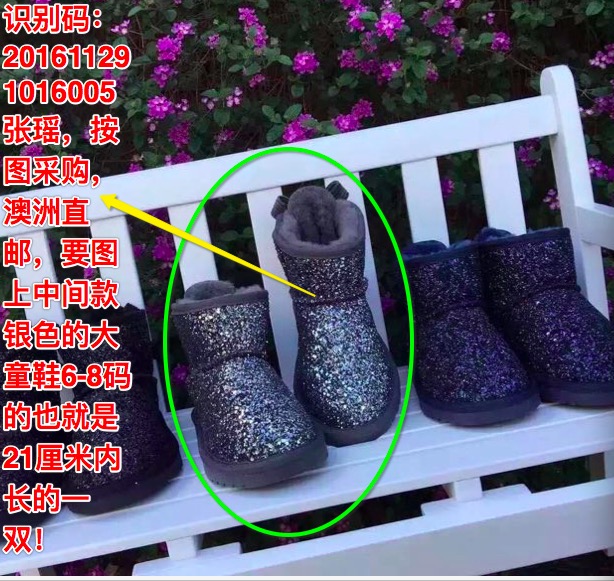 识别码：
20161129
1016005
张瑶，按
图采购，
澳洲直
邮，要图
上中间款
银色的大
童鞋6-8码
的也就是
21厘米内
长的一
双！